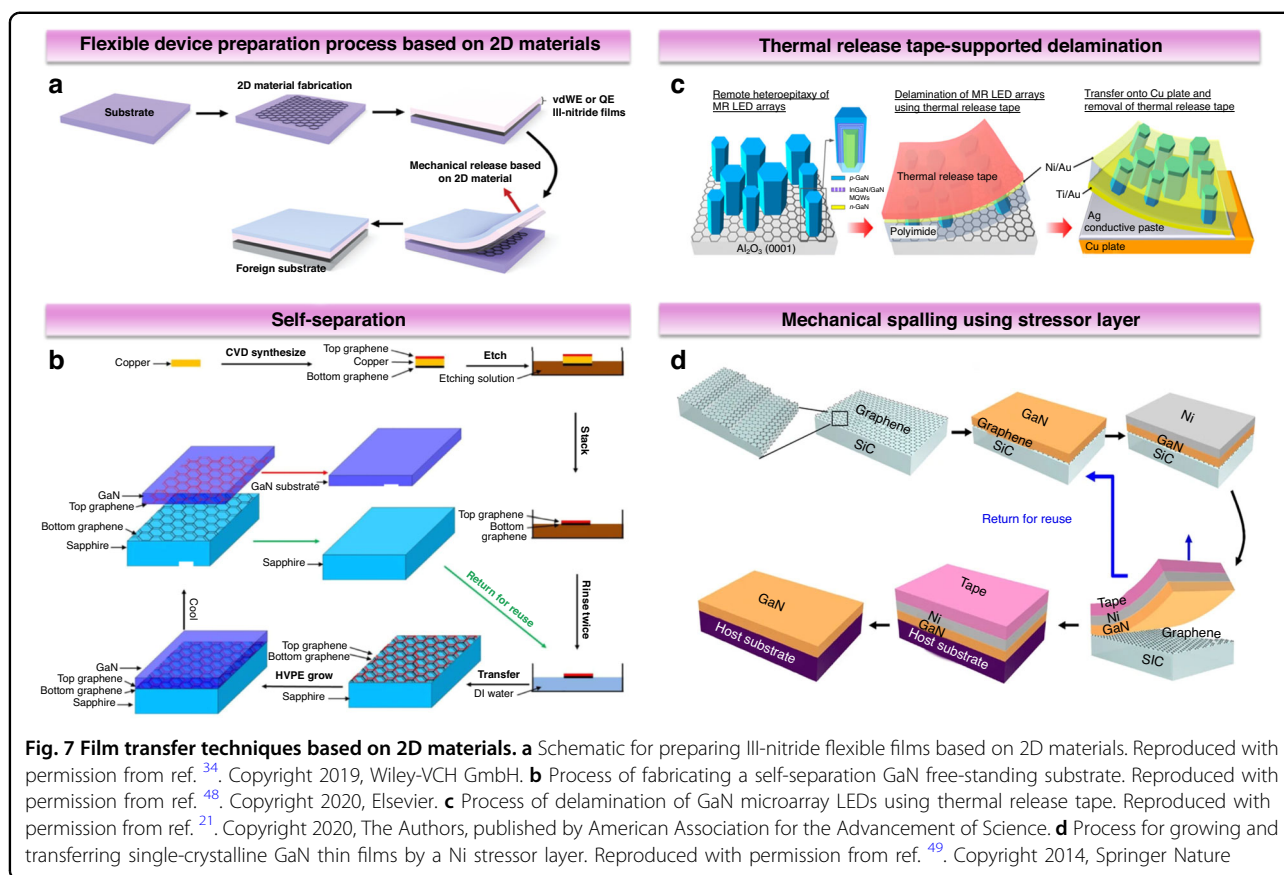 Flexible device preparation process based on 2D materials
a
Substrate
2D material fabrication
vdWE or QE
III-nitride films
Mechanical release based
on 2D material
Foreign substrate
Thermal release tape-supported delamination
c
Remote heteroepitaxy of
MR LED arrays
p-GaN
InGaN/GaN
MQWs
n-GaN
Al₂O₃ (0001)
Delamination of MR LED arrays
using thermal release tape
Thermal release tape
Polyimide
Transfer onto Cu plate and
removal of thermal release tape
Ni/Au
Ti/Au
Ag
conductive paste
Cu plate
Self-separation
b
Copper
CVD synthesize
Top graphene
Copper
Bottom graphene
Etch
Etching solution
Stack
Top graphene
Bottom
graphene
Rinse twice
DI water
Transfer
Top graphene
Bottom graphene
Sapphire
HVPE grow
GaN
Top graphene
Bottom graphene
Sapphire
Cool
GaN
Top graphene
Bottom graphene
Sapphire
GaN substrate
Sapphire
Return for reuse
Mechanical spalling using stressor layer
d
Graphene
SiC
GaN
Graphene
SiC
Ni
GaN
SiC
Return for reuse
Tape
Ni
GaN
Graphene
SIC
Tape
Ni
GaN
Host substrate
GaN
Host substrate
Fig. 7 Film transfer techniques based on 2D materials. a Schematic for preparing III-nitride flexible films based on 2D materials. Reproduced with
permission from ref. 34. Copyright 2019, Wiley-VCH GmbH. b Process of fabricating a self-separation GaN free-standing substrate. Reproduced with
permission from ref. 48. Copyright 2020, Elsevier. c Process of delamination of GaN microarray LEDs using thermal release tape. Reproduced with
permission from ref. 21. Copyright 2020, The Authors, published by American Association for the Advancement of Science. d Process for growing and
transferring single-crystalline GaN thin films by a Ni stressor layer. Reproduced with permission from ref. 49. Copyright 2014, Springer Nature